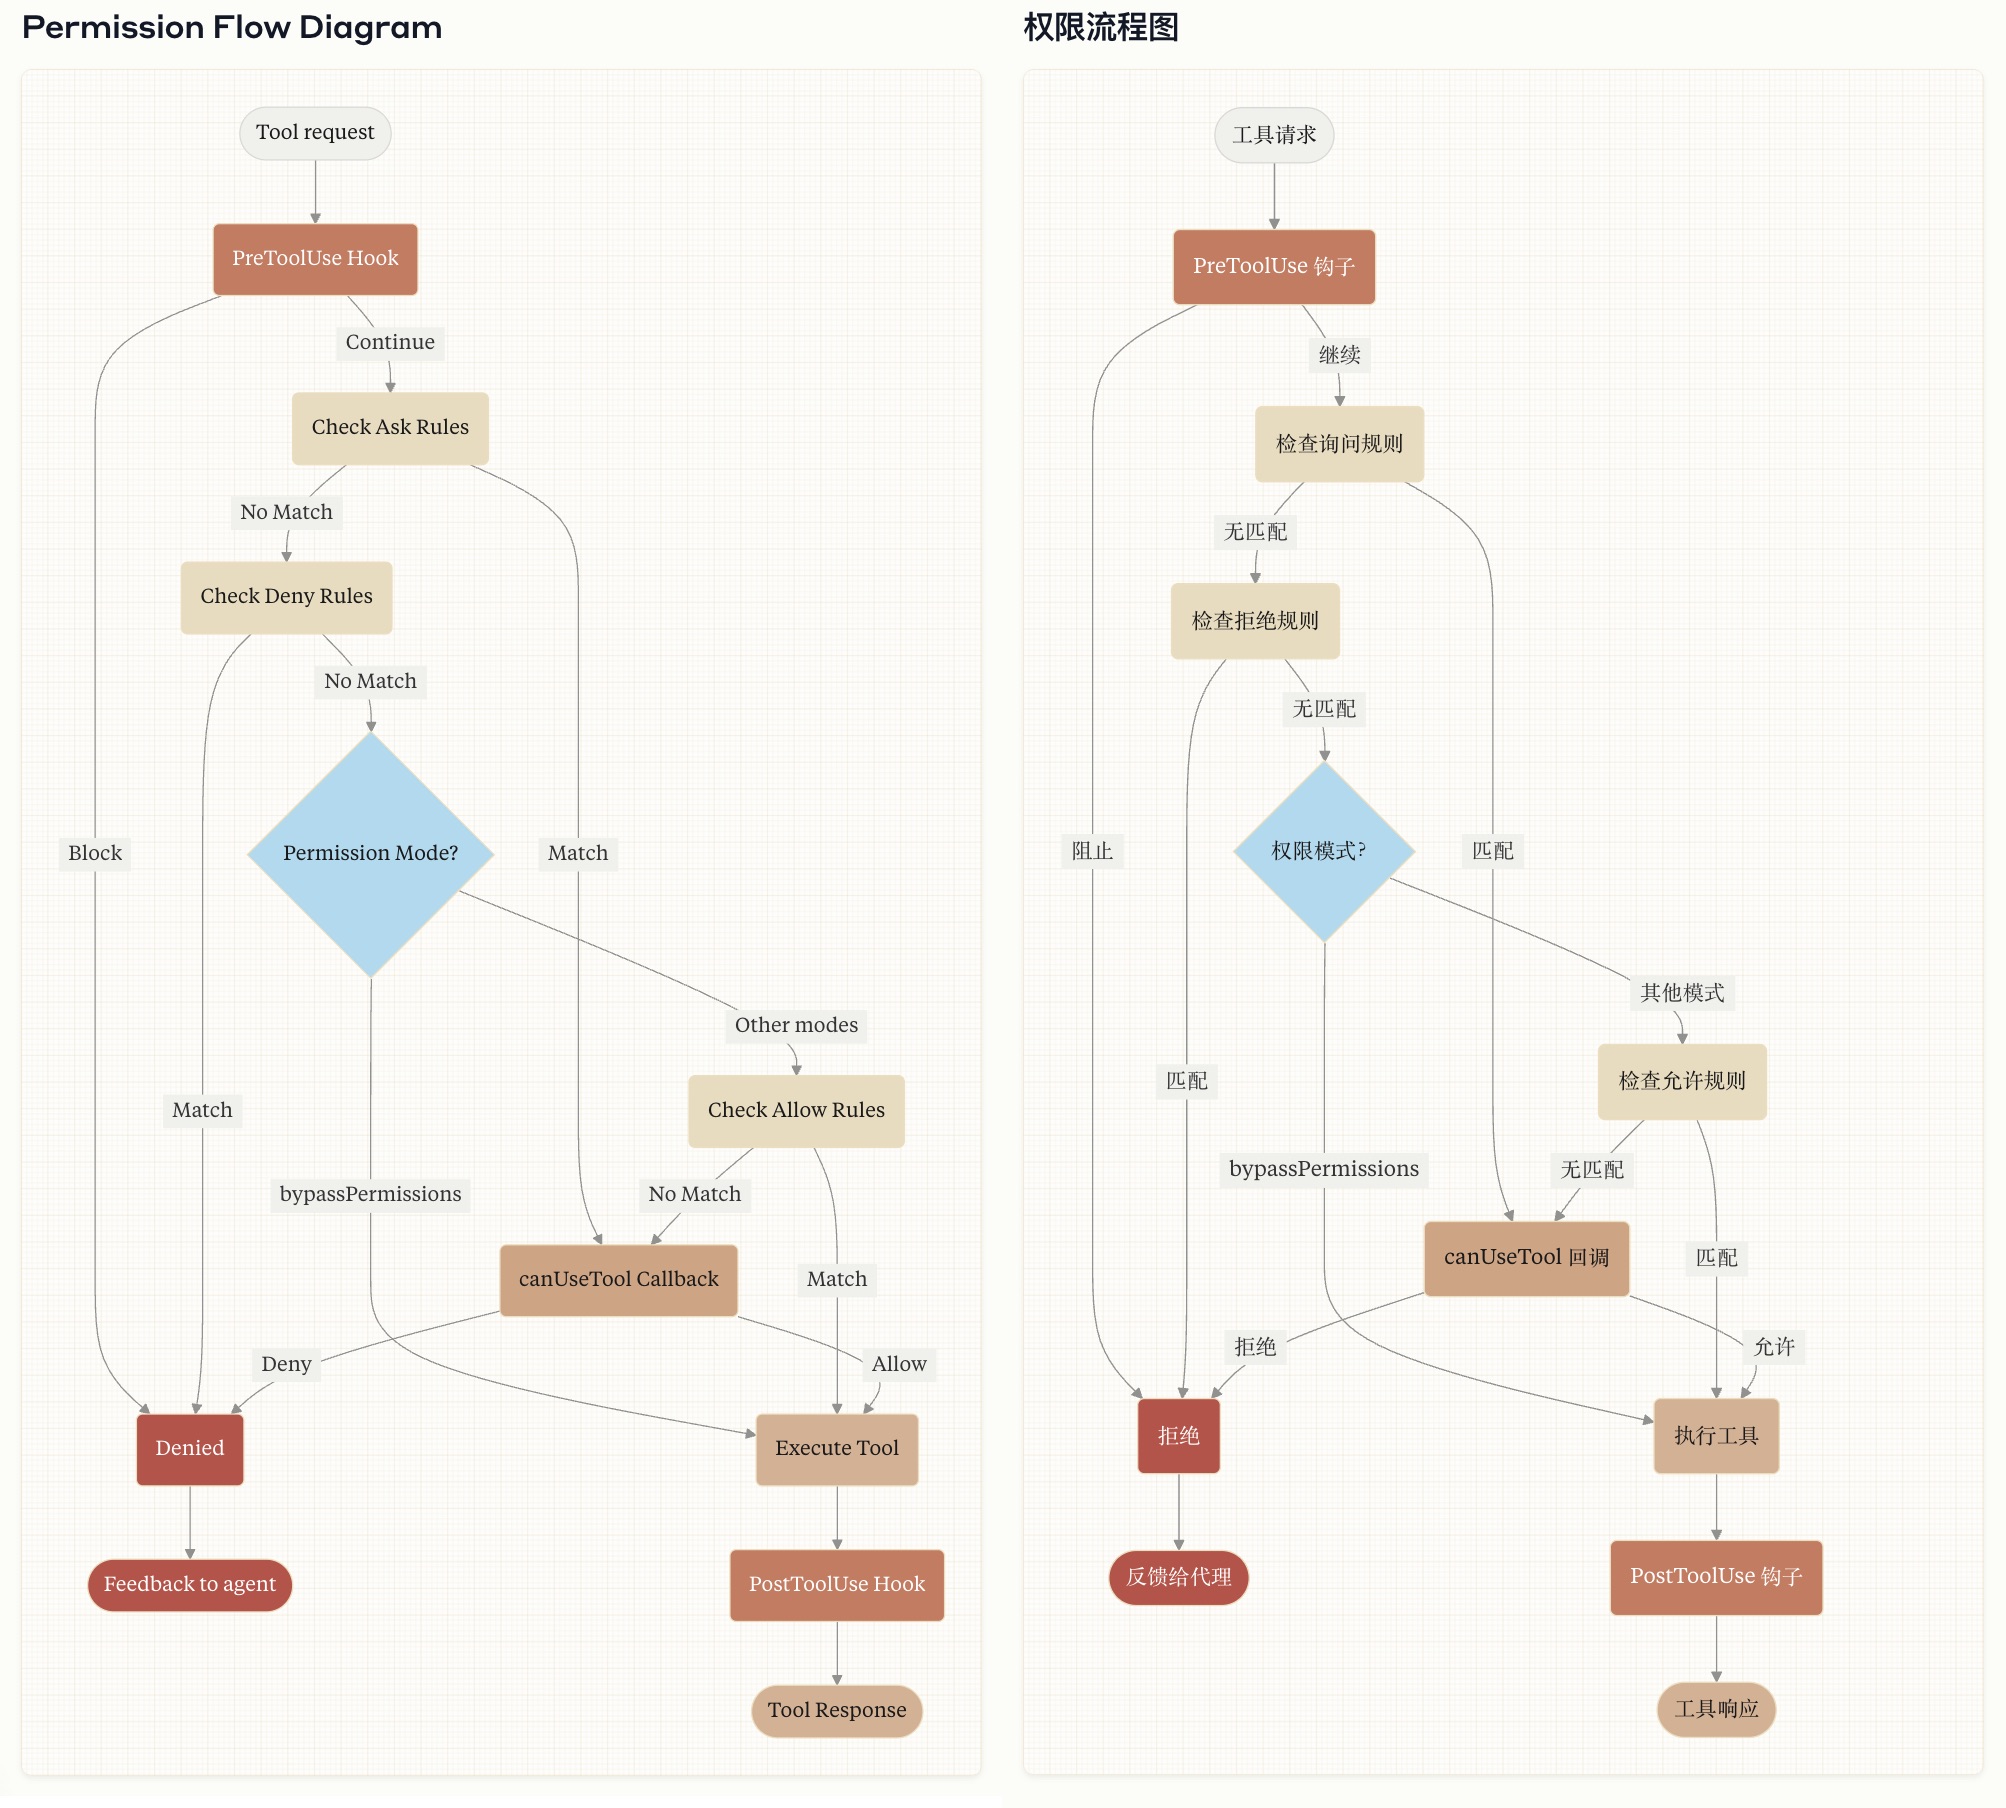 Permission Flow Diagram
Tool request
PreToolUse Hook
Continue
Check Ask Rules
No Match
Check Deny Rules
No Match
Block
Permission Mode?
Match
Other modes
Match
Check Allow Rules
bypassPermissions
No Match
canUseTool Callback
Match
Deny
Allow
Denied
Execute Tool
Feedback to agent
PostToolUse Hook
Tool Response
权限流程图
工具请求
PreToolUse 钩子
继续
检查询问规则
无匹配
检查拒绝规则
无匹配
阻止
权限模式?
匹配
其他模式
匹配
检查允许规则
bypassPermissions
无匹配
canUseTool 回调
匹配
拒绝
允许
拒绝
执行工具
反馈给代理
PostToolUse 钩子
工具响应